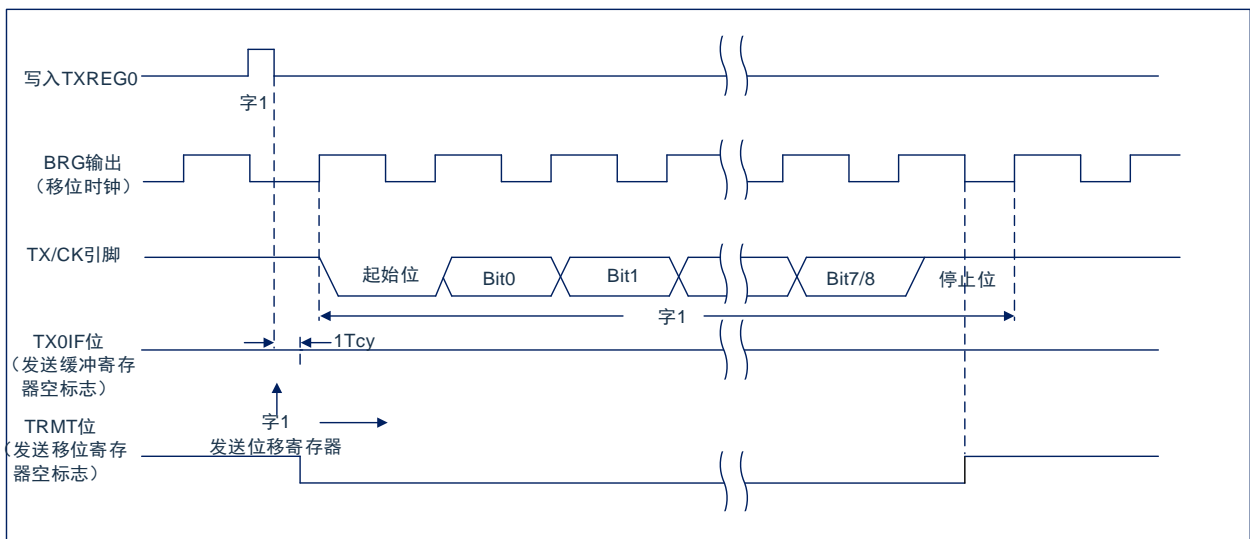 写入TXREG0
字1
BRG输出
（移位时钟）
TX/CK引脚
起始位
Bit0
Bit1
Bit7/8
停止位
字1
TX0IF位
（发送缓冲寄存
器空标志）
1Tcy
字1
发送位移寄存器
TRMT位
（发送移位寄存
器空标志）